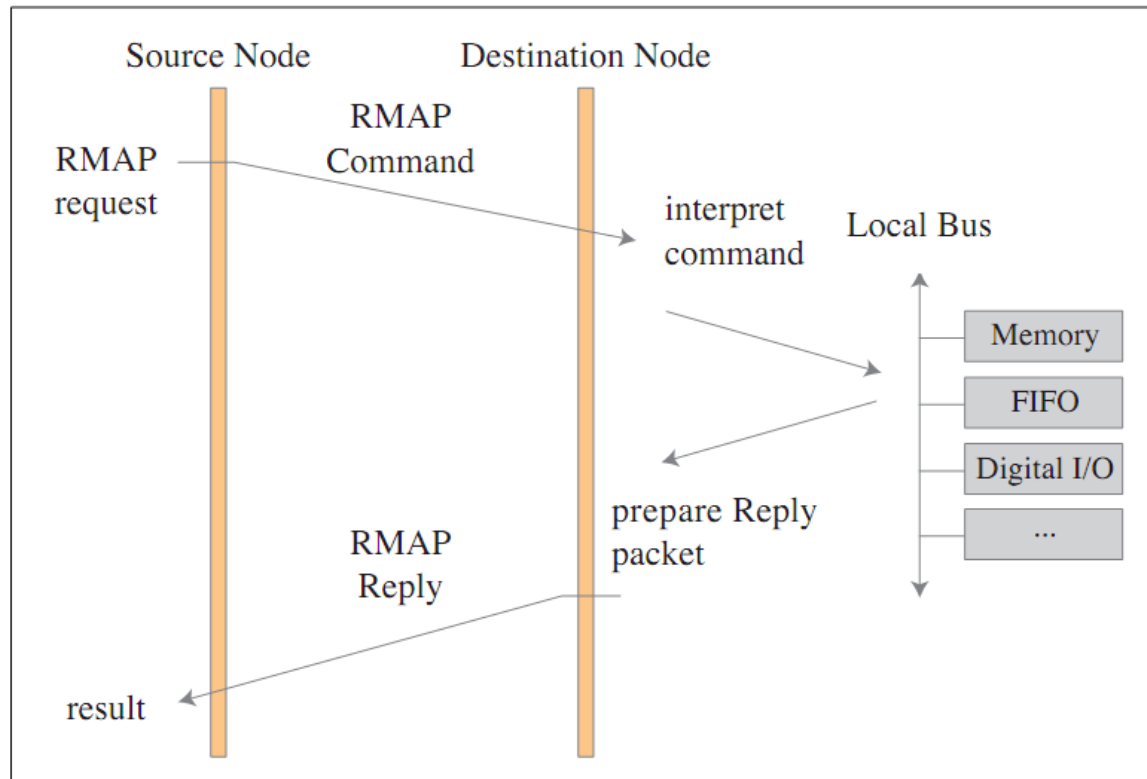 Source Node
Destination Node
RMAP
Command
RMAP
request
interpret
command
Local Bus
Memory
FIFO
Digital I/O
...
prepare Reply
packet
RMAP
Reply
result